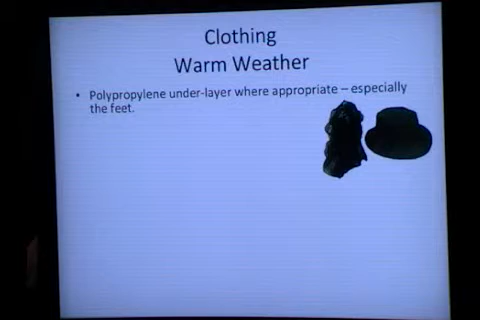 Clothing
Warm Weather
• Polypropylene under-layer where appropriate – especially
the feet.